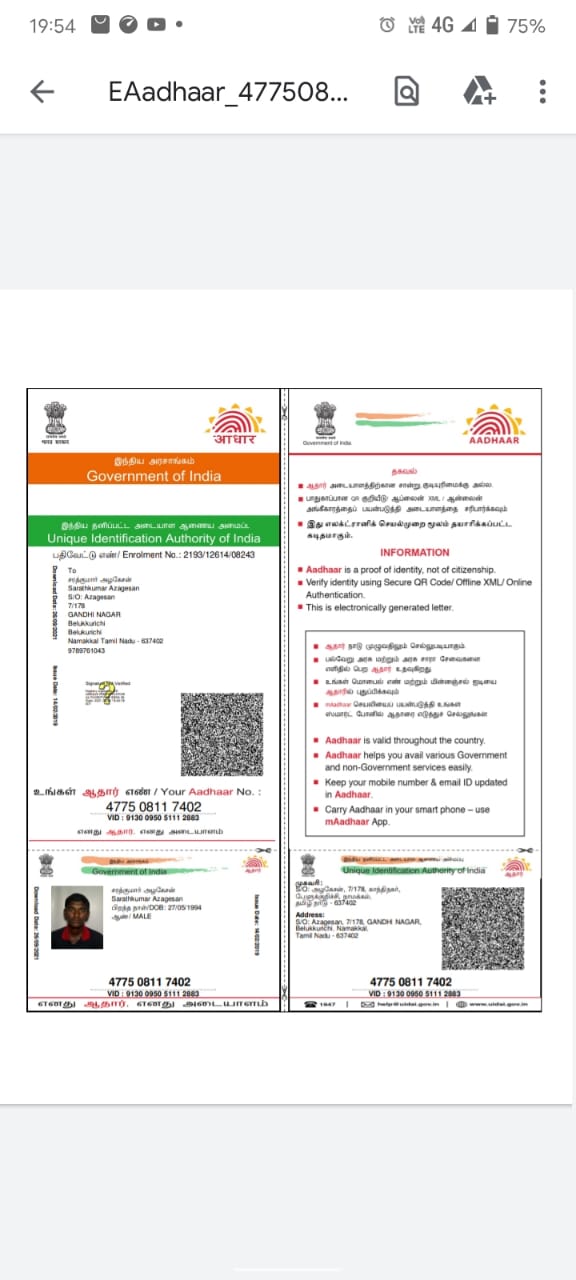 19:54
Vo) LTE 4G 75%
EAadhaar_477508...
आधार
இந்திய அரசாங்கம்
Government of India
இந்திய தனிப்பட்ட அடையாள ஆணைய அமைப்பு
Unique Identification Authority of India
பதிவேட்டு எண்/ Enrolment No.: 2193/12614/08243
To
சரத்குமார் அழகேசன்
Sarathkumar Azagesan
S/O: Azagesan
7/178
GANDHI NAGAR
Belukkurichi
Belukurichi
Namakkal Tamil Nadu - 637402
9789761043
Download Date: 26/09/2021
Issue Date: 14/02/2019
உங்கள் ஆதார் எண் / Your Aadhaar No. :
4775 0811 7402
VID : 9130 0950 5111 2883
எனது ஆதார், எனது அடையாளம்
Government of India
AADHAAR
தகவல்
ஆதார் அடையாளத்திற்கான சான்று, குடியுரிமைக்கு அல்ல.
பாதுகாப்பான QR குறியீடு/ ஆஃப்லைன் XML / ஆன்லைன்
அங்கீகாரத்தைப் பயன்படுத்தி அடையாளத்தை சரிபார்க்கவும்
இது எலக்ட்ரானிக் செயல்முறை மூலம் தயாரிக்கப்பட்ட
கடிதமாகும்.
INFORMATION
Aadhaar is a proof of identity, not of citizenship.
Verify identity using Secure QR Code/ Offline XML/ Online
Authentication.
This is electronically generated letter.
ஆதார் நாடு முழுவதிலும் செல்லுபடியாகும்.
பல்வேறு அரசு மற்றும் அரசு சாரா சேவைகளை
எளிதில் பெற ஆதார் உதவுகிறது.
உங்கள் மொபைல் எண் மற்றும் மின்னஞ்சல் ஐடியை
ஆதாரில் புதுப்பிக்கவும்
mAadhaar செயலியைப் பயன்படுத்தி உங்கள்
ஸ்மார்ட் போனில் ஆதாரை எடுத்துச் செல்லுங்கள்
Aadhaar is valid throughout the country.
Aadhaar helps you avail various Government
and non-Government services easily.
Keep your mobile number & email ID updated
in Aadhaar.
Carry Aadhaar in your smart phone – use
mAadhaar App.
இந்திய அரசாங்கம்
Government of India
ஆதார்
Download Date: 26/09/2021
சரத்குமார் அழகேசன்
Sarathkumar Azagesan
பிறந்த நாள்/DOB: 27/05/1994
ஆண்/ MALE
Issue Date: 14/02/2019
4775 0811 7402
VID : 9130 0950 5111 2883
எனது ஆதார், எனது அடையாளம்
இந்திய தனிப்பட்ட அடையாள ஆணைய அமைப்பு
Unique Identification Authority of India
ஆதார்
முகவரி:
S/O: அழகேசன், 7/178, காந்திநகர்,
பேளுக்குறிச்சி, நாமக்கல்,
தமிழ் நாடு - 637402
Address:
S/O: Azagesan, 7/178, GANDHI NAGAR,
Belukkurichi, Namakkal,
Tamil Nadu - 637402
4775 0811 7402
VID : 9130 0950 5111 2883
1947 | help@uidai.gov.in | www.uidai.gov.in